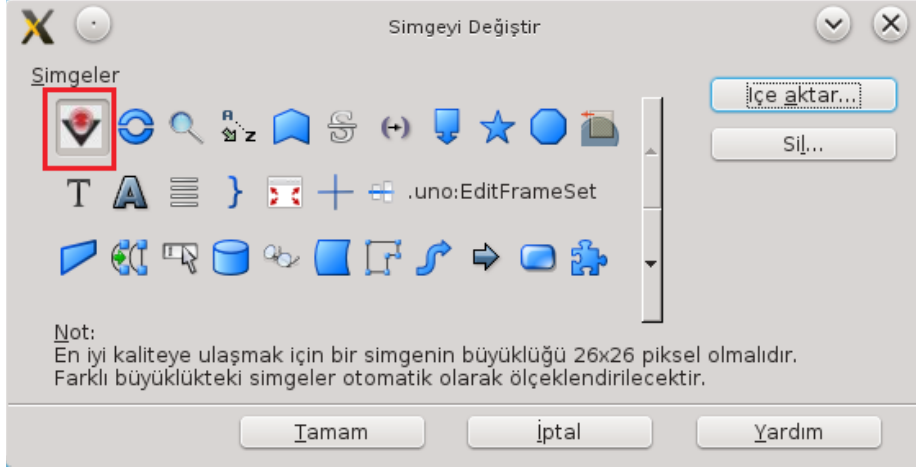 Simgeyi Değiştir
Simgeler
İçe aktar...
Sil...
.uno:EditFrameSet
Not:
En iyi kaliteye ulaşmak için bir simgenin büyüklüğü 26x26 piksel olmalıdır.
Farklı büyüklükteki simgeler otomatik olarak ölçeklendirilecektir.
Tamam
İptal
Yardım